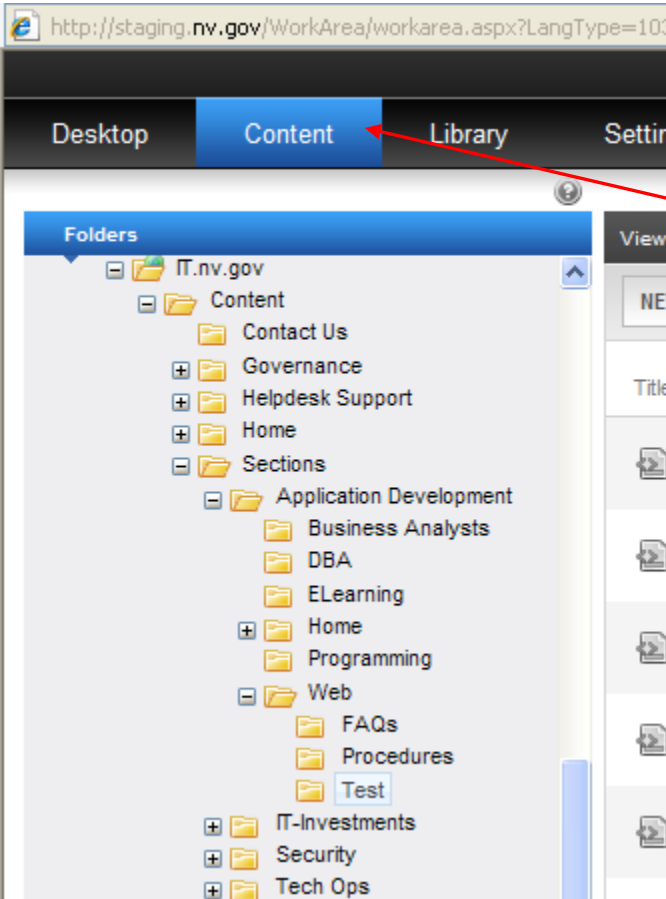 http://staging.nv.gov/WorkArea/workarea.aspx?LangType=103
Desktop Content Library Settin
Folders
View
IT.nv.gov
Content
NE
Contact Us
Governance
Title
Helpdesk Support
Home
Sections
Application Development
Business Analysts
DBA
ELearning
Home
Programming
Web
FAQs
Procedures
Test
IT-Investments
Security
Tech Ops